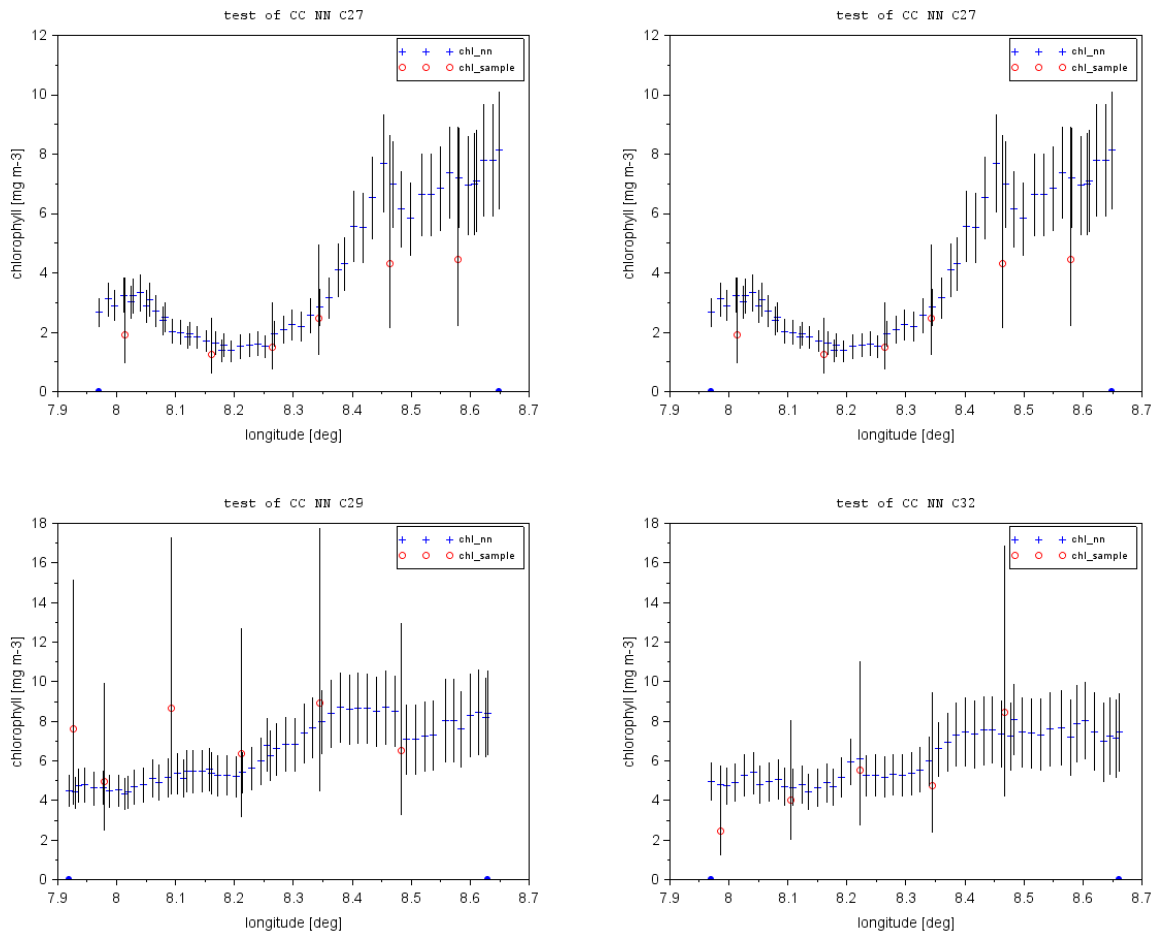 test of CC NN C27
chl_nn
chl_sample
chlorophyll [mg m-3]
12
10
8
6
4
2
0
7.9 8 8.1 8.2 8.3 8.4 8.5 8.6 8.7
longitude [deg]
test of CC NN C27
chl_nn
chl_sample
chlorophyll [mg m-3]
12
10
8
6
4
2
0
7.9 8 8.1 8.2 8.3 8.4 8.5 8.6 8.7
longitude [deg]
test of CC NN C29
chl_nn
chl_sample
chlorophyll [mg m-3]
18
16
14
12
10
8
6
4
2
0
7.9 8 8.1 8.2 8.3 8.4 8.5 8.6 8.7
longitude [deg]
test of CC NN C32
chl_nn
chl_sample
chlorophyll [mg m-3]
18
16
14
12
10
8
6
4
2
0
7.9 8 8.1 8.2 8.3 8.4 8.5 8.6 8.7
longitude [deg]